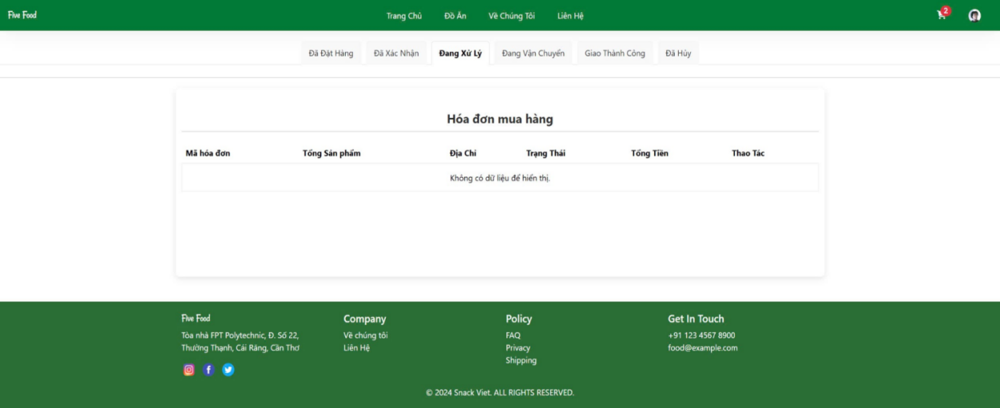 Five Food
Trang Chủ Đồ Ăn Về Chúng Tôi Liên Hệ
2
Đã Đặt Hàng Đã Xác Nhận Đang Xử Lý Đang Vận Chuyển Giao Thành Công Đã Hủy
Hóa đơn mua hàng
Mã hóa đơn Tổng Sản phẩm Địa Chỉ Trạng Thái Tổng Tiền Thao Tác
Không có dữ liệu để hiển thị.
Five Food
Tòa nhà FPT Polytechnic, Đ. Số 22,
Thường Thạnh, Cái Răng, Cần Thơ
Company
Về chúng tôi
Liên Hệ
Policy
FAQ
Privacy
Shipping
Get In Touch
+91 123 4567 8900
food@example.com
© 2024 Snack Viet. ALL RIGHTS RESERVED.